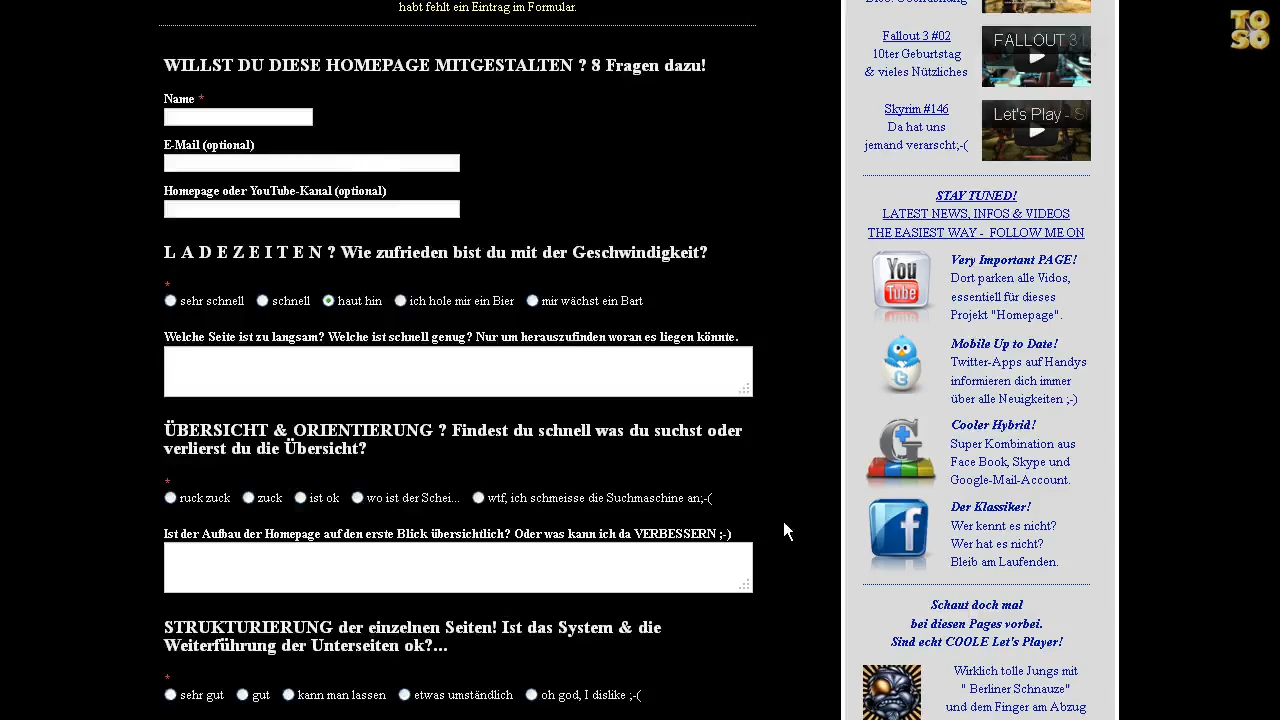 habt fehlt ein Eintrag im Formular.
WILLST DU DIESE HOMEPAGE MITGESTALTEN ? 8 Fragen dazu!
Name *
E-Mail (optional)
Homepage oder YouTube-Kanal (optional)
L A D E Z E I T E N ? Wie zufrieden bist du mit der Geschwindigkeit?
*
sehr schnell schnell haut hin ich hole mir ein Bier mir wächst ein Bart
Welche Seite ist zu langsam? Welche ist schnell genug? Nur um herauszufinden woran es liegen könnte.
ÜBERSICHT & ORIENTIERUNG ? Findest du schnell was du suchst oder
verlierst du die Übersicht?
*
ruck zuck zuck ist ok wo ist der Schei... wtf, ich schmeisse die Suchmaschine an;-(
Ist der Aufbau der Homepage auf den erste Blick übersichtlich? Oder was kann ich da VERBESSERN ;-)
STRUKTURIERUNG der einzelnen Seiten! Ist das System & die
Weiterführung der Unterseiten ok?...
*
sehr gut gut kann man lassen etwas umständlich oh god, I dislike ;-(
Fallout 3 #02
10ter Geburtstag
& vieles Nützliches
FALLOUT 3
Skyrim #146
Da hat uns
jemand verarscht;-(
Let's Play - S
STAY TUNED!
LATEST NEWS, INFOS & VIDEOS
THE EASIEST WAY - FOLLOW ME ON
You
Tube
Very Important PAGE!
Dort parken alle Vidos,
essentiell für dieses
Projekt "Homepage".
t
Mobile Up to Date!
Twitter-Apps auf Handys
informieren dich immer
über alle Neuigkeiten ;-)
G
Cooler Hybrid!
Super Kombination aus
Face Book, Skype und
Google-Mail-Account.
f
Der Klassiker!
Wer kennt es nicht?
Wer hat es nicht?
Bleib am Laufenden.
Schaut doch mal
bei diesen Pages vorbei.
Sind echt COOLE Let's Player!
Wirklich tolle Jungs mit
" Berliner Schnauze"
und dem Finger am Abzug
TO
SO